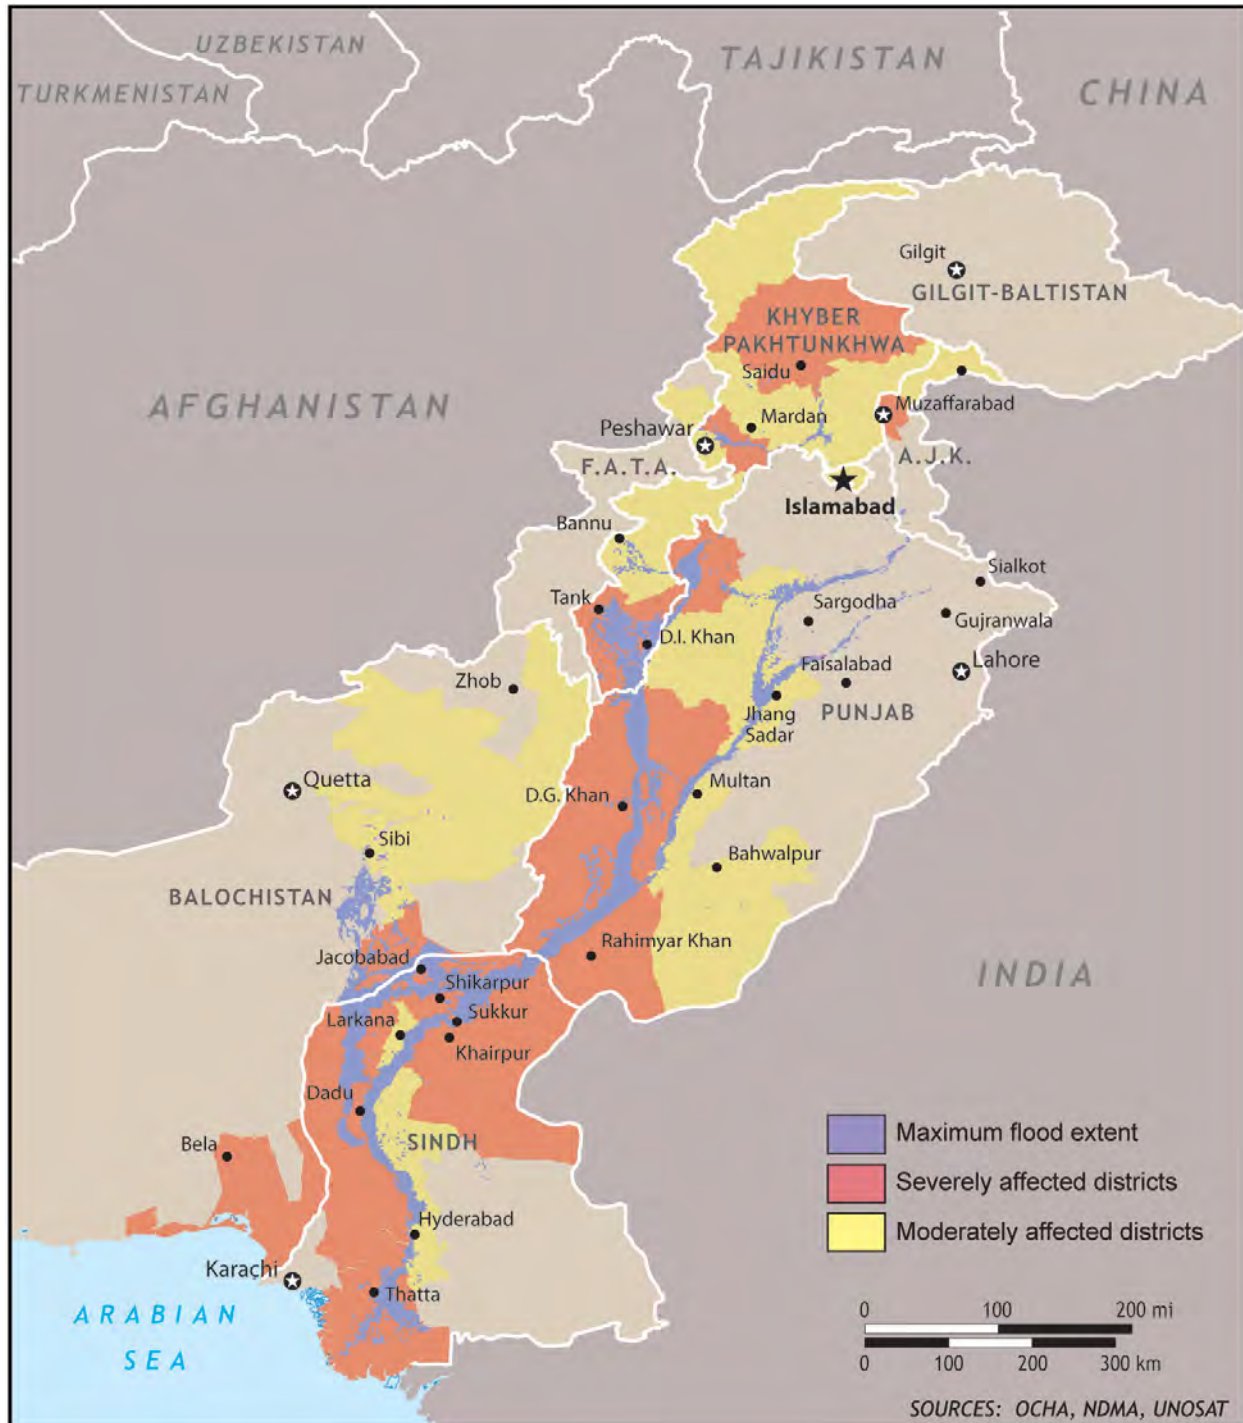 UZBEKISTAN
TAJIKISTAN
TURKMENISTAN
CHINA
Gilgit
GILGIT-BALTISTAN
KHYBER
PAKHTUNKHWA
Saidu
AFGHANISTAN
Mardan
Muzaffarabad
Peshawar
F.A.T.A.
A.J.K.
Islamabad
Bannu
Sialkot
Tank
Sargodha
Gujranwala
D.I. Khan
Lahore
Faisalabad
Zhob
Jhang
Sadar
PUNJAB
Quetta
Multan
D.G. Khan
Sibi
Bahwalpur
BALOCHISTAN
Rahimyar Khan
Jacobabad
INDIA
Shikarpur
Sukkur
Larkana
Khairpur
Dadu
SINDH
Bela
Maximum flood extent
Severely affected districts
Moderately affected districts
Hyderabad
Karaçhi
Thatta
ARABIAN
SEA
0 100 200 mi
0 100 200 300 km
SOURCES: OCHA, NDMA, UNOSAT